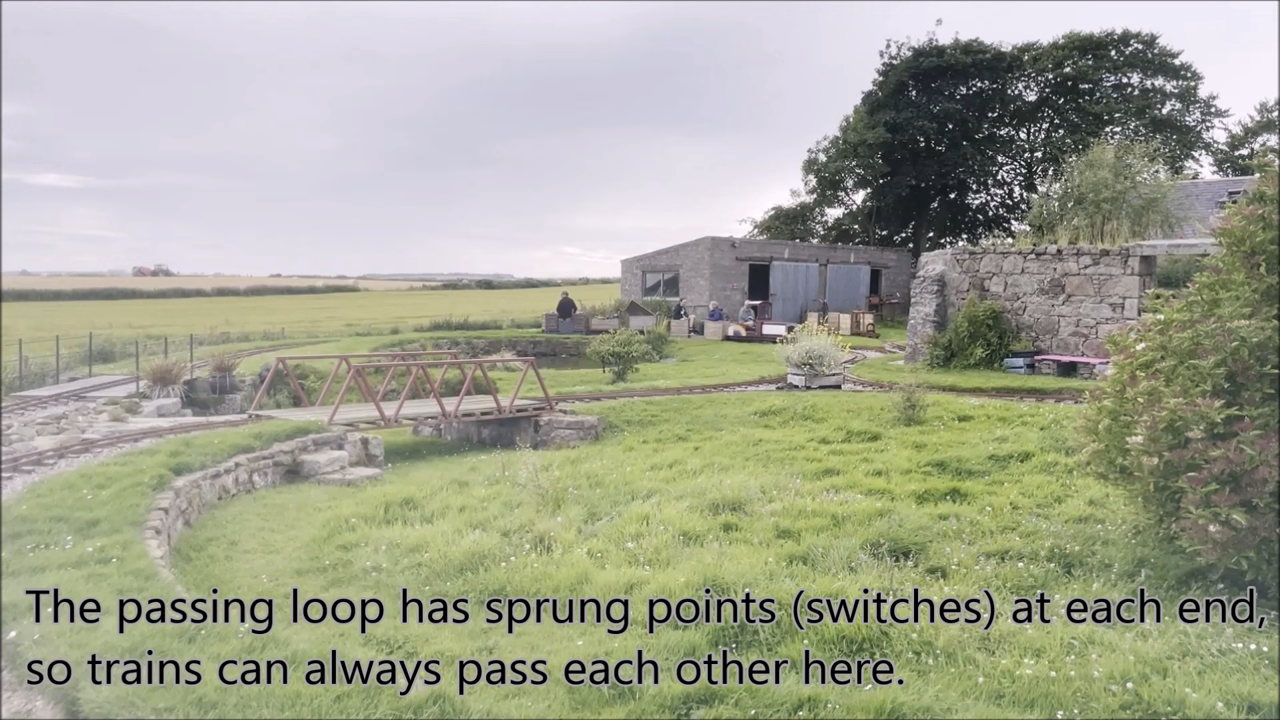 The passing loop has sprung points (switches) at each end,
so trains can always pass each other here.